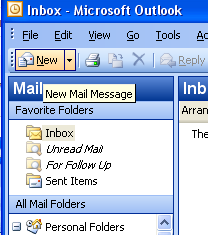 Inbox - Microsoft Outlook
File Edit View Go Tools Ac
New Reply
Mail Inb
New Mail Message
Favorite Folders Arran
Inbox The
Unread Mail
For Follow Up
Sent Items
All Mail Folders
Personal Folders